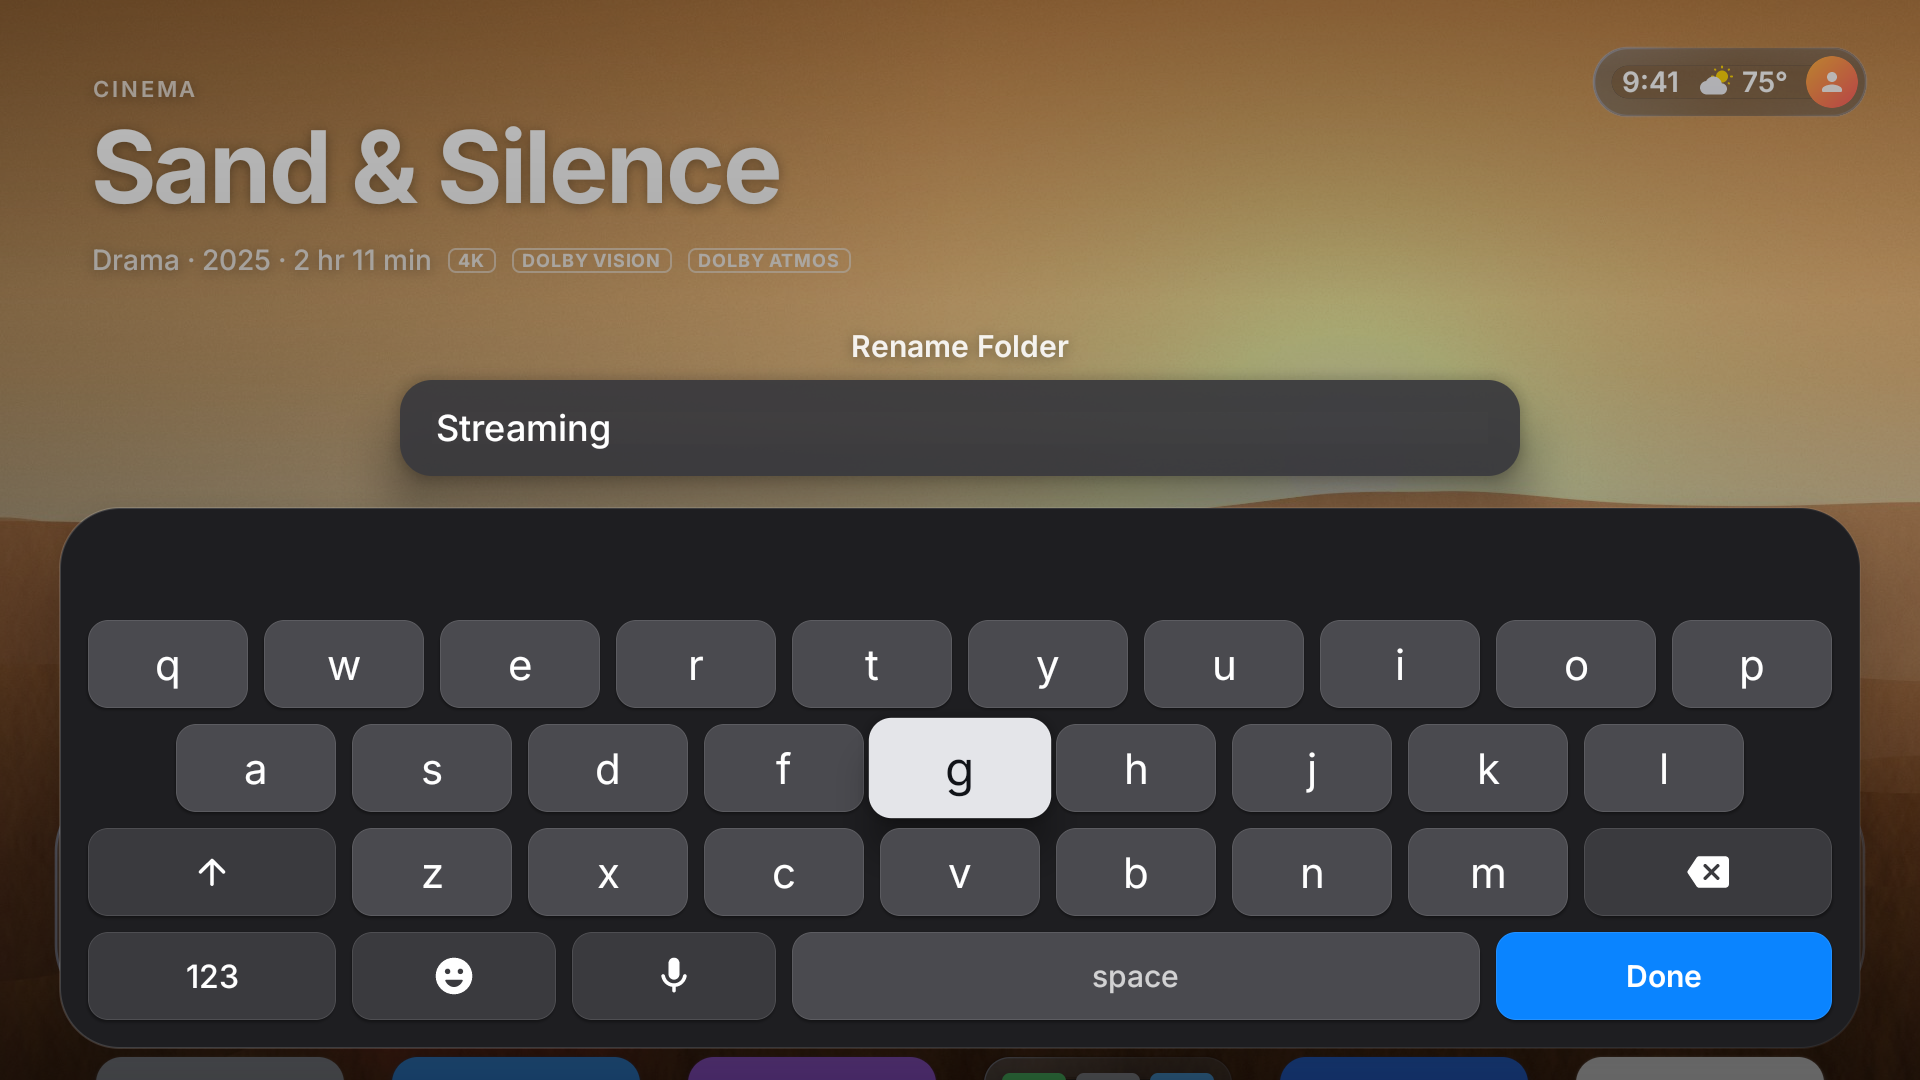 CINEMA
9:41 75°
Sand & Silence
Drama · 2025 · 2 hr 11 min 4K DOLBY VISION DOLBY ATMOS
Rename Folder
Streaming
q w e r t y u i o p
a s d f g h j k l
z x c v b n m
123 space Done